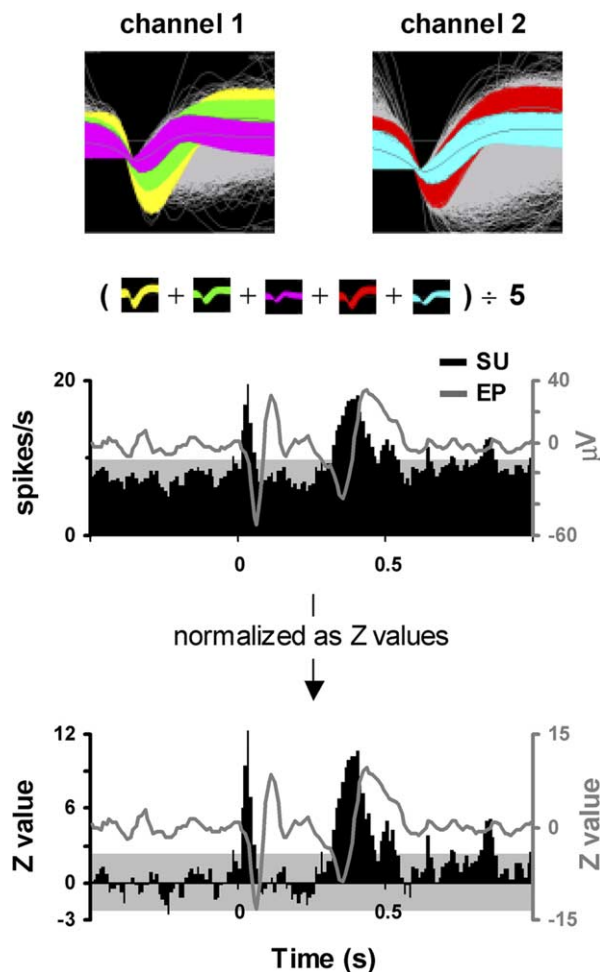 channel 1 channel 2
( + + + + ) ÷ 5
SU
EP
20 40
10 0
0 -60
spikes/s
µV
0 0.5
normalized as Z values
12 15
6 0
0
-3 -15
Z value
Z value
0 0.5
Time (s)